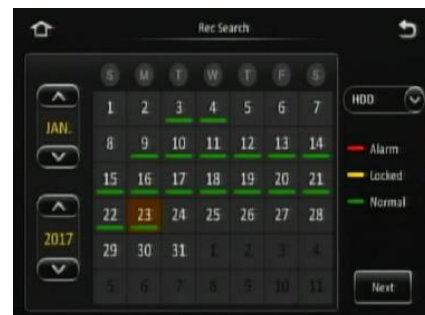 Rec Search
S M T W T F S
1 2 3 4 5 6 7
8 9 10 11 12 13 14
15 16 17 18 19 20 21
22 23 24 25 26 27 28
29 30 31 1 2 3 4
5 6 7 8 9 10 11
JAN.
2017
HDD
Alarm
Locked
Normal
Next